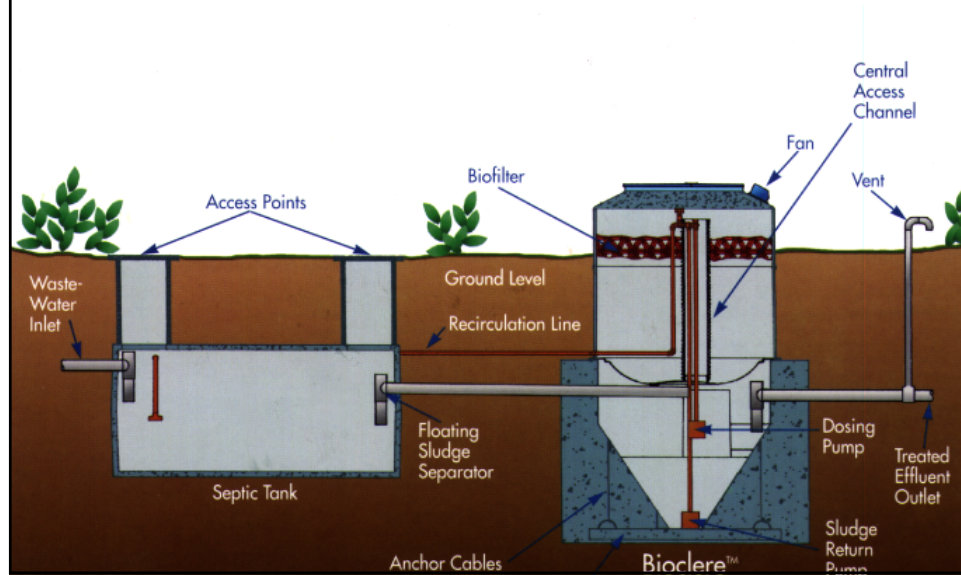 Central
Access
Channel
Fan
Biofilter
Vent
Access Points
Ground Level
Waste-
Water
Inlet
Recirculation Line
Floating
Sludge
Separator
Dosing
Pump
Treated
Effluent
Outlet
Septic Tank
Sludge
Return
Pump
Anchor Cables
Bioclere™